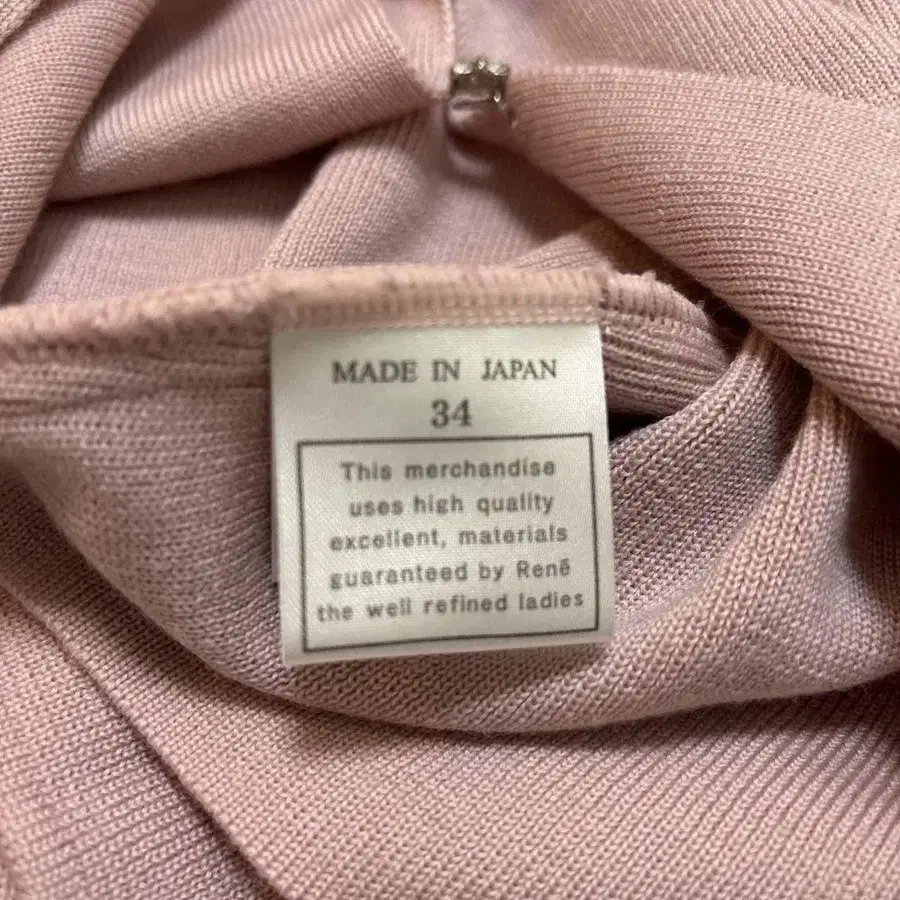 MADE IN JAPAN
34
This merchandise
uses high quality
excellent, materials
guaranteed by René
the well refined ladies